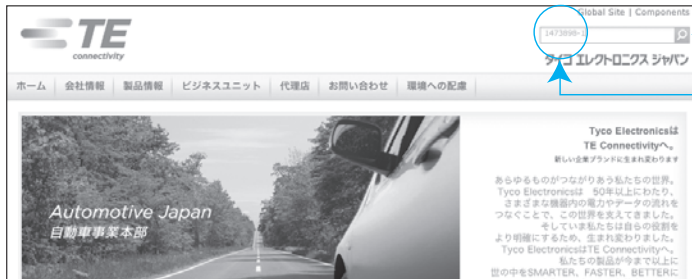 Global Site | Components
TE
connectivity
1473898-1
タイコ エレクトロニクス ジャパン
ホーム 会社情報 製品情報 ビジネスユニット 代理店 お問い合わせ 環境への配慮
Automotive Japan
自動車事業本部
Tyco Electronicsは
TE Connectivityへ。
新しい企業ブランドに生まれ変わります
あらゆるものがつながりあう私たちの世界。
Tyco Electronicsは 50年以上にわたり、
さまざまな機器内の電力やデータの流れを
つなぐことで、この世界を支えてきました。
そしていま私たちは自らの役割を
より明確にするため、生まれ変わりました。
Tyco ElectronicsはTE Connectivityへ。
私たちの製品が今まで以上に
世の中をSMARTER、FASTER、BETTERに